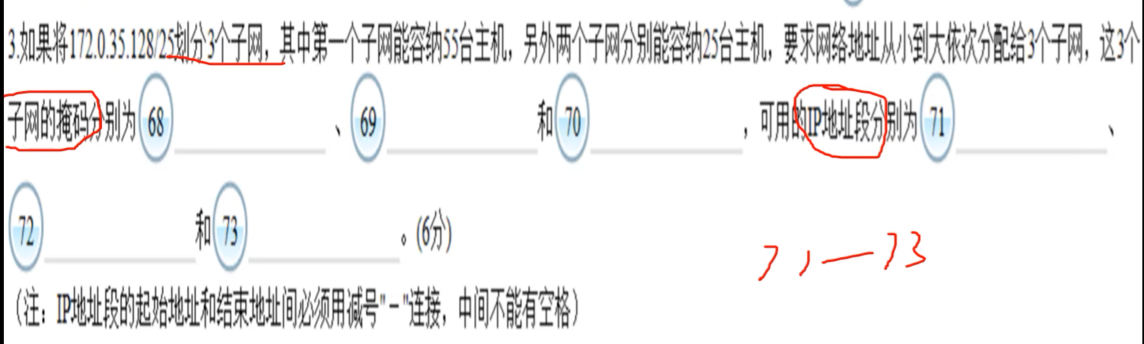 3.如果将172.0.35.128/25划分3个子网，其中第一个子网能容纳55台主机，另外两个子网分别能容纳25台主机，要求网络地址从小到大依次分配给3个子网，这3个
子网的掩码分别为 68 、 69 和 70 ，可用的IP地址段分别为 71 、
72 和 73 。(6分)
71—73
（注：IP地址段的起始地址和结束地址间必须用减号"－"连接，中间不能有空格）